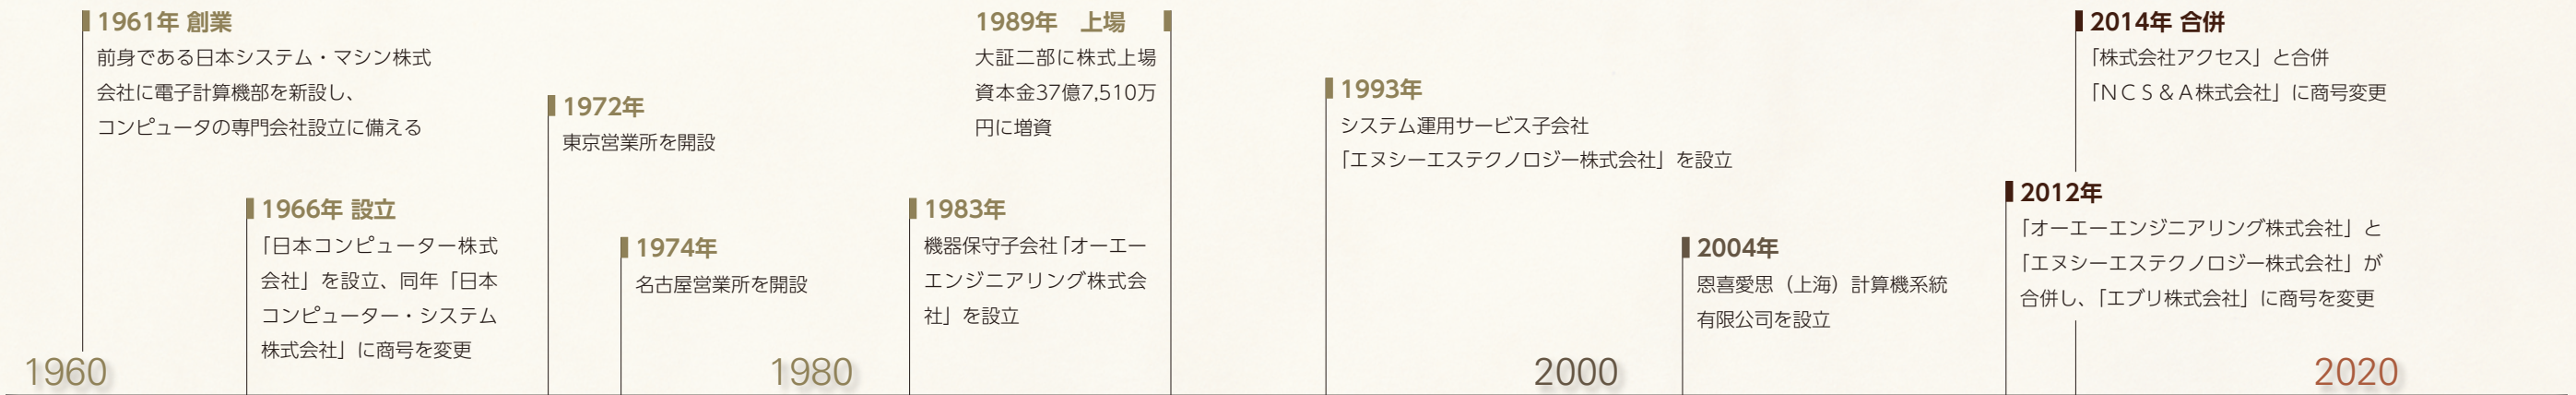 1961年 創業
前身である日本システム・マシン株式
会社に電子計算機部を新設し、
コンピュータの専門会社設立に備える
1966年 設立
「日本コンピューター株式
会社」を設立、同年「日本
コンピューター・システム
株式会社」に商号を変更
1972年
東京営業所を開設
1974年
名古屋営業所を開設
1983年
機器保守子会社「オーエー
エンジニアリング株式会
社」を設立
1989年　上場
大証二部に株式上場
資本金37億7,510万
円に増資
1993年
システム運用サービス子会社
「エヌシーエステクノロジー株式会社」を設立
2004年
恩喜愛思（上海）計算機系統
有限公司を設立
2012年
「オーエーエンジニアリング株式会社」と
「エヌシーエステクノロジー株式会社」が
合併し、「エブリ株式会社」に商号を変更
2014年 合併
「株式会社アクセス」と合併
「ＮＣＳ＆Ａ株式会社」に商号変更
1960
1980
2000
2020